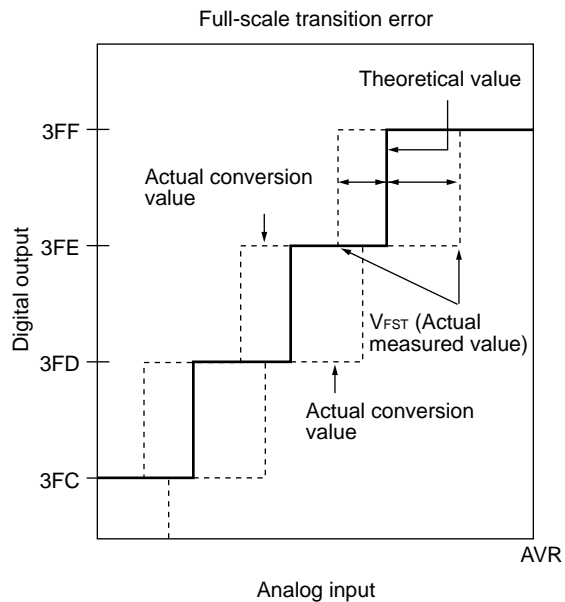 Full-scale transition error
Theoretical value
3FF
Actual conversion
value
3FE
Digital output
VFST (Actual
measured value)
3FD
Actual conversion
value
3FC
AVR
Analog input